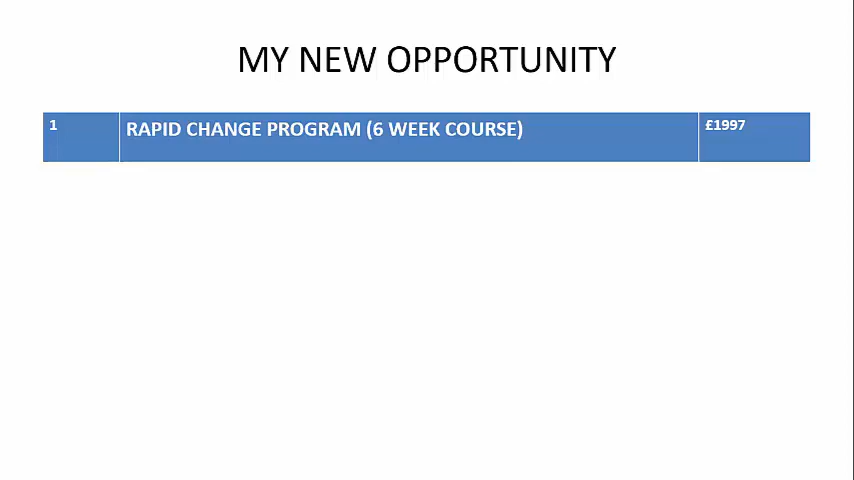 MY NEW OPPORTUNITY
1 RAPID CHANGE PROGRAM (6 WEEK COURSE) £1997